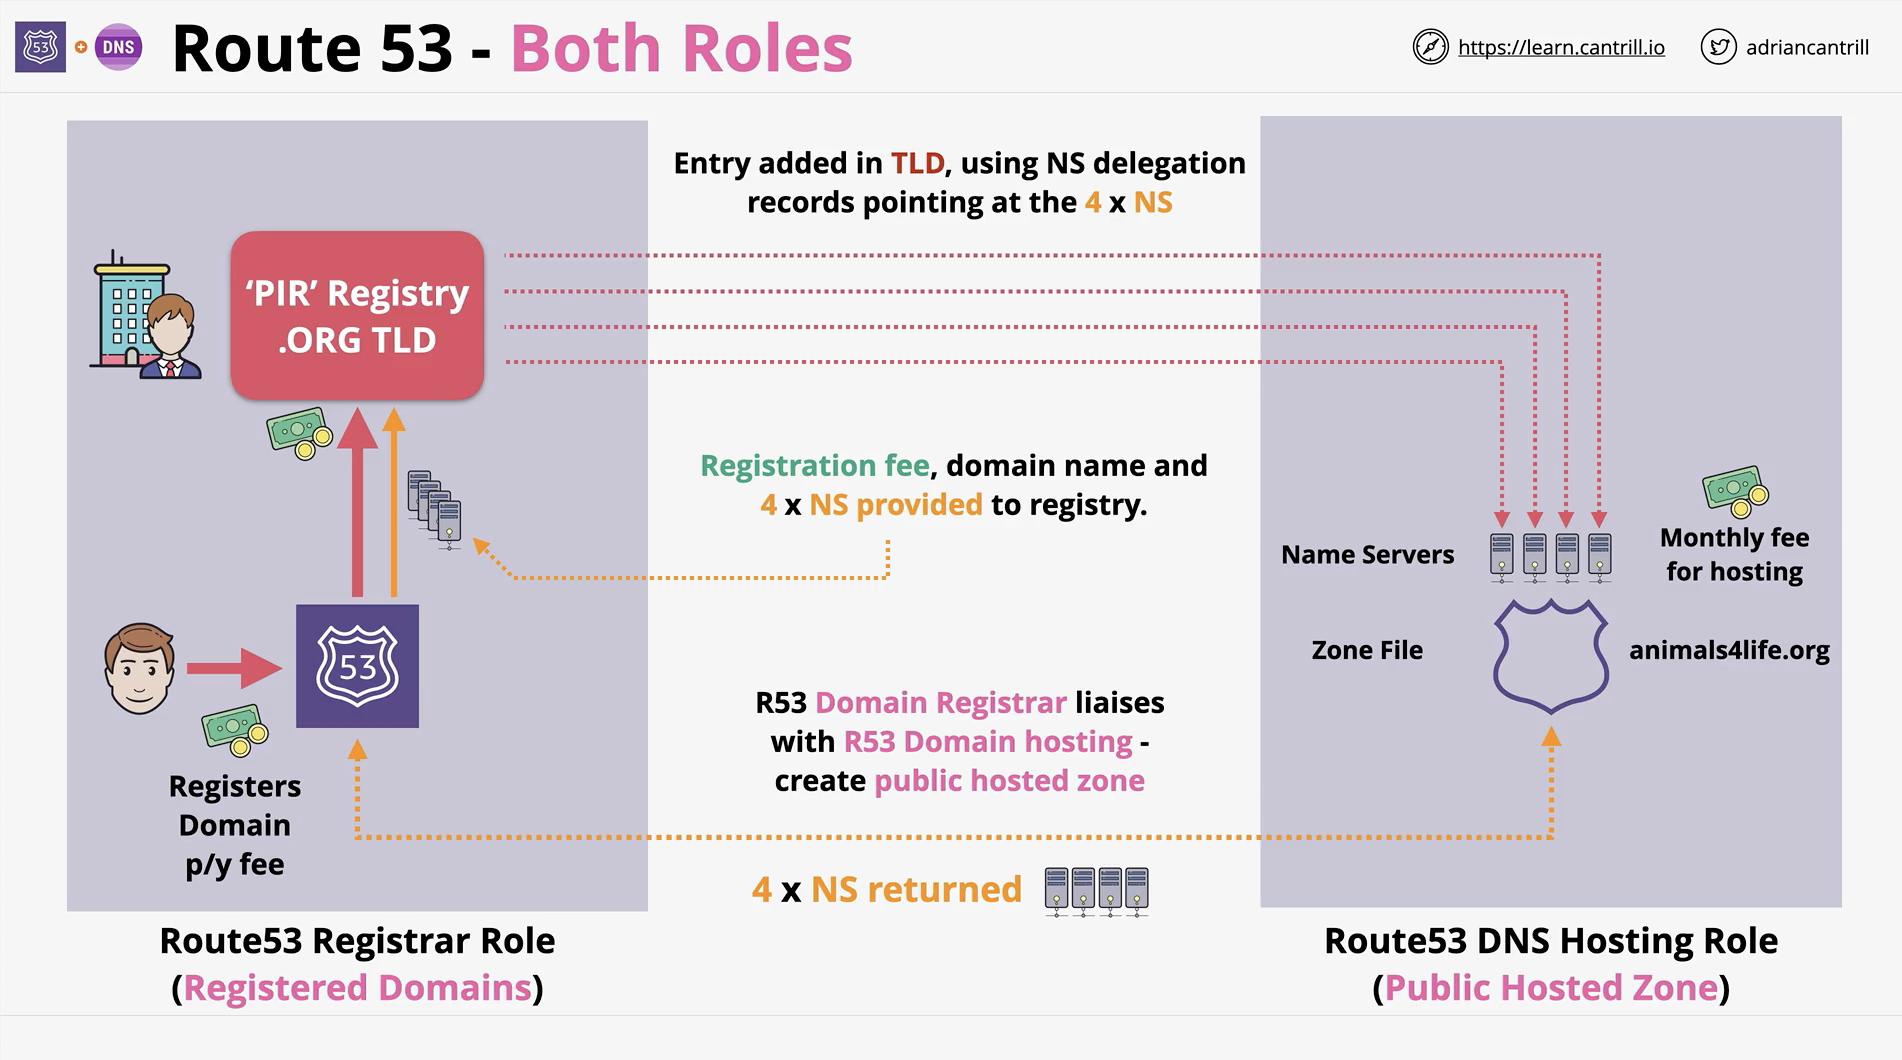 53
DNS
Route 53 - Both Roles
https://learn.cantrill.io
adriancantrill
Entry added in TLD, using NS delegation
records pointing at the 4 x NS
‘PIR’ Registry
.ORG TLD
Registration fee, domain name and
4 x NS provided to registry.
Name Servers
Monthly fee
for hosting
Zone File
animals4life.org
53
R53 Domain Registrar liaises
with R53 Domain hosting -
create public hosted zone
Registers
Domain
p/y fee
4 x NS returned
Route53 Registrar Role
(Registered Domains)
Route53 DNS Hosting Role
(Public Hosted Zone)